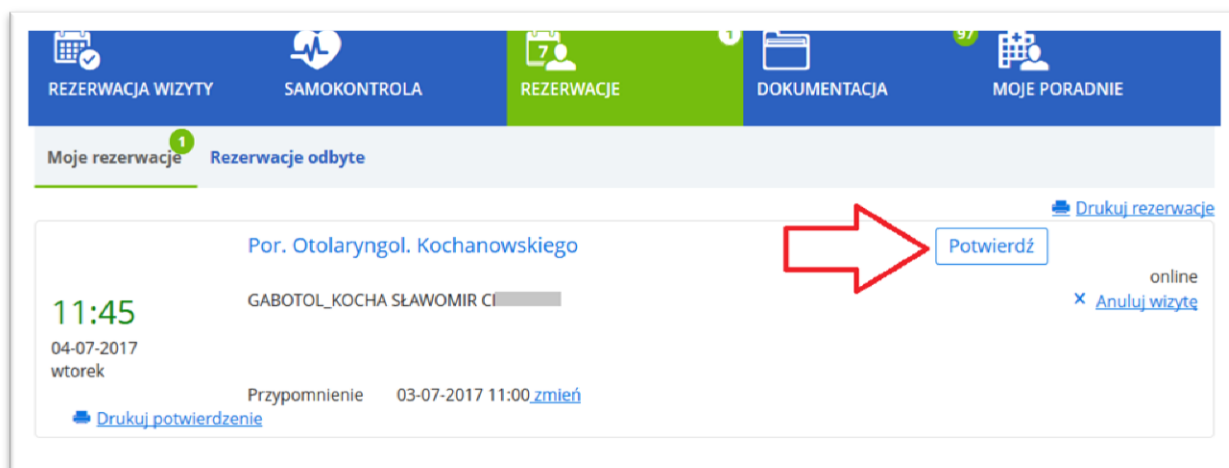 1 97
REZERWACJA WIZYTY SAMOKONTROLA REZERWACJE DOKUMENTACJA MOJE PORADNIE
Moje rezerwacje 1 Rezerwacje odbyte
Drukuj rezerwacje
Por. Otolaryngol. Kochanowskiego Potwierdź
online
GABOTOL_KOCHA SŁAWOMIR
11:45
Anuluj wizytę
04-07-2017
wtorek
Przypomnienie 03-07-2017 11:00 zmień
Drukuj potwierdzenie